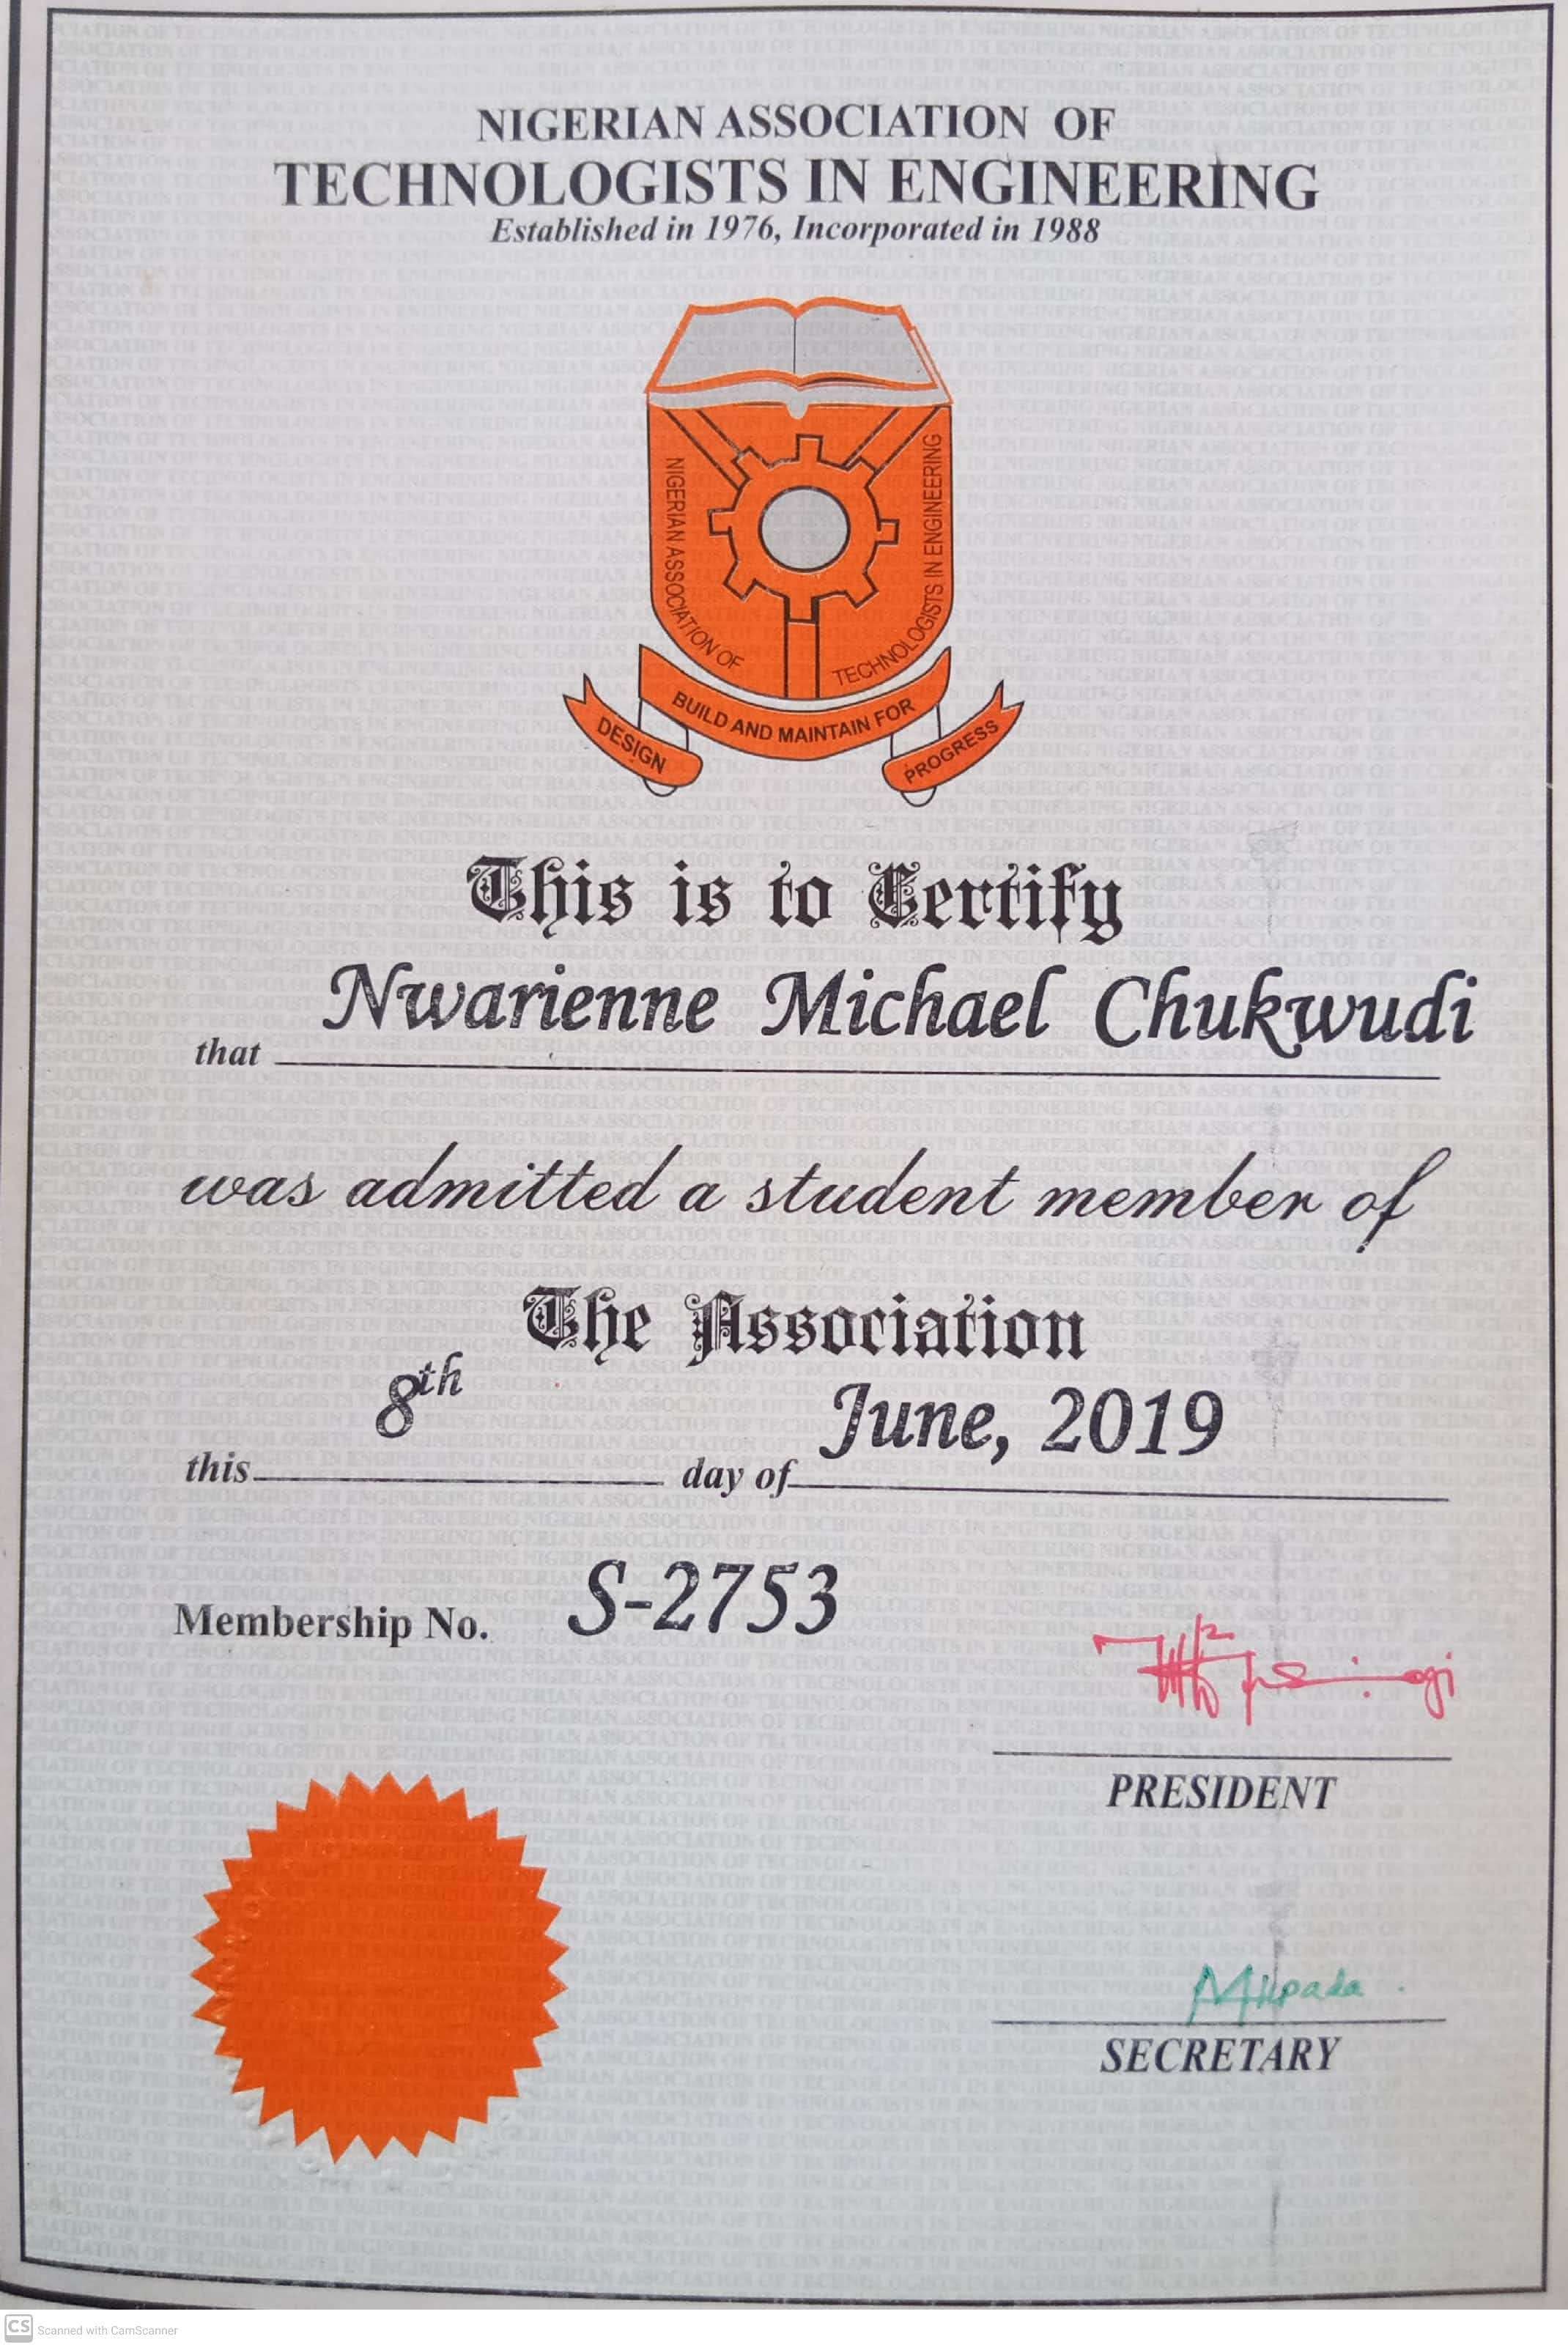 NIGERIAN ASSOCIATION OF
TECHNOLOGISTS IN ENGINEERING
Established in 1976, Incorporated in 1988
NIGERIAN ASSOCIATION OF
TECHNOLOGISTS IN ENGINEERING
DESIGN
BUILD AND MAINTAIN FOR
PROGRESS
This is to Certify
that Nwarienne Michael Chukwudi
was admitted a student member of
The Association
this 8th day of June, 2019
Membership No. S-2753
PRESIDENT
SECRETARY
CS Scanned with CamScanner